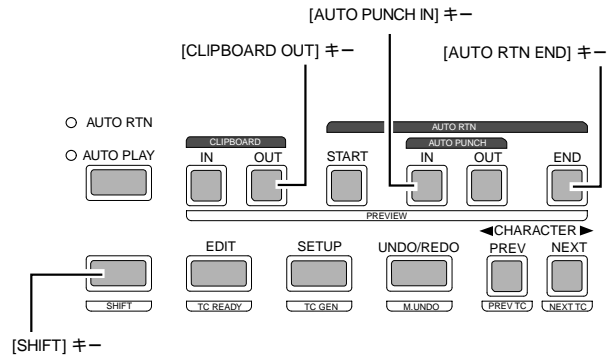 [AUTO PUNCH IN] キー
[CLIPBOARD OUT] キー
[AUTO RTN END] キー
AUTO RTN
AUTO RTN
AUTO PLAY
CLIPBOARD
AUTO PUNCH
IN OUT START IN OUT END
PREVIEW
◀CHARACTER▶
EDIT SETUP UNDO/REDO PREV NEXT
SHIFT TC READY TC GEN M.UNDO PREV TC NEXT TC
[SHIFT] キー